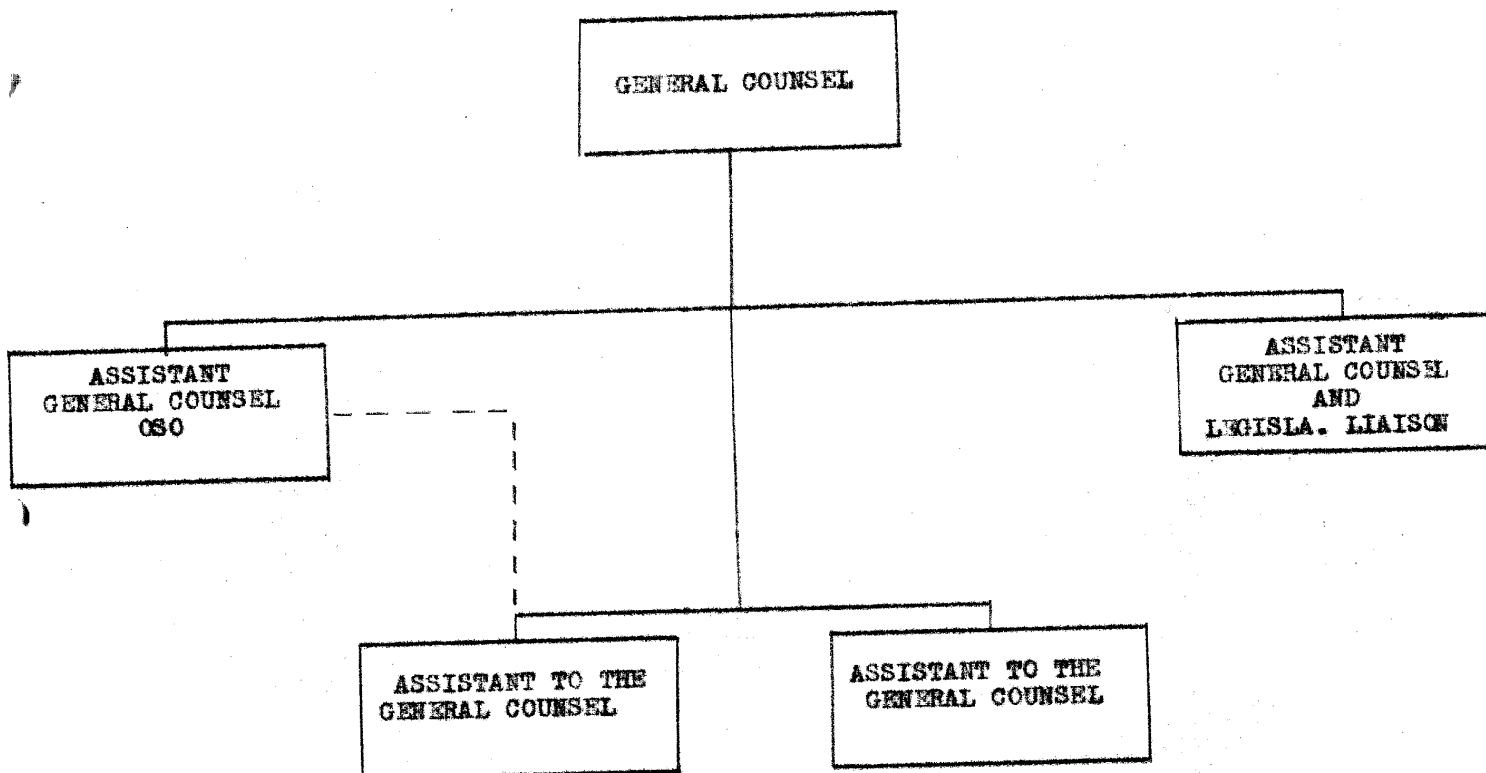 GENERAL COUNSEL
ASSISTANT
GENERAL COUNSEL
OSO
ASSISTANT
GENERAL COUNSEL
AND
LEGISLA. LIAISON
ASSISTANT TO THE
GENERAL COUNSEL
ASSISTANT TO THE
GENERAL COUNSEL